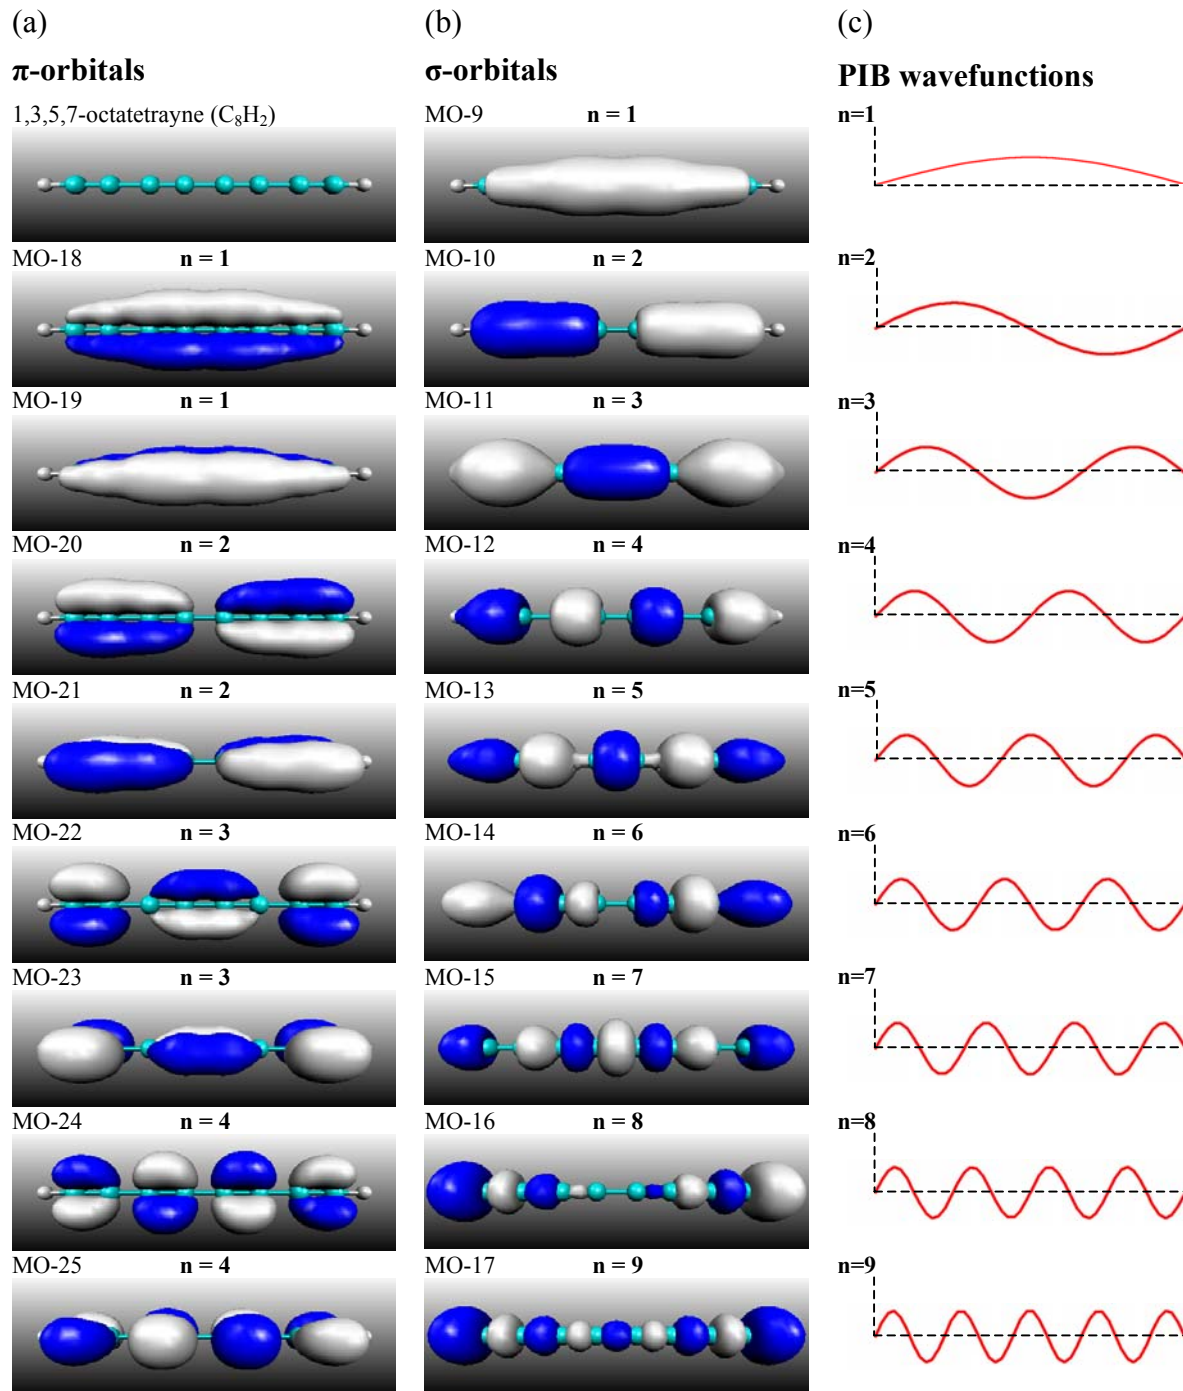 (a)
π-orbitals
1,3,5,7-octatetrayne (C₈H₂)
MO-18 n = 1
MO-19 n = 1
MO-20 n = 2
MO-21 n = 2
MO-22 n = 3
MO-23 n = 3
MO-24 n = 4
MO-25 n = 4
(b)
σ-orbitals
MO-9 n = 1
MO-10 n = 2
MO-11 n = 3
MO-12 n = 4
MO-13 n = 5
MO-14 n = 6
MO-15 n = 7
MO-16 n = 8
MO-17 n = 9
(c)
PIB wavefunctions
n=1
n=2
n=3
n=4
n=5
n=6
n=7
n=8
n=9